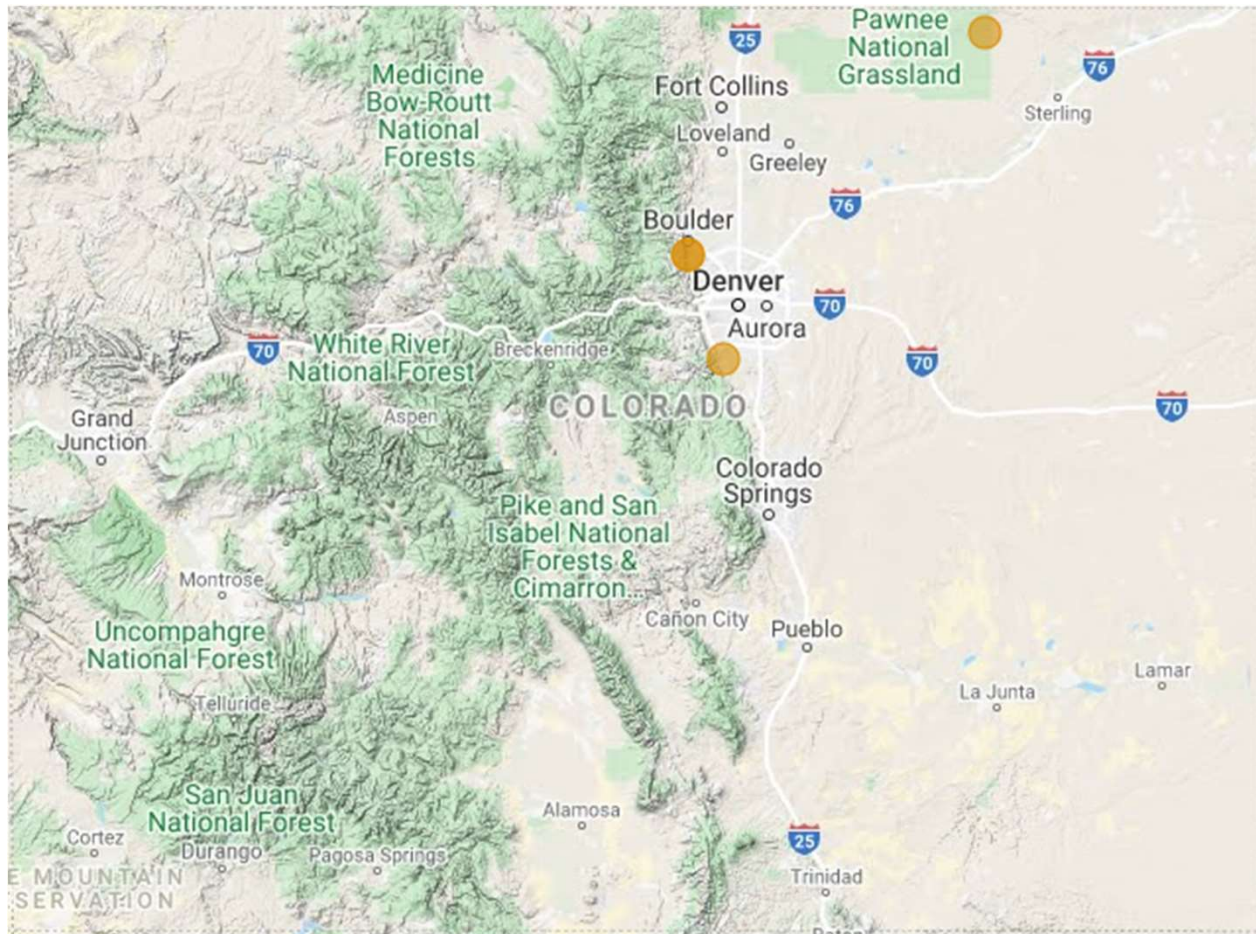 Pawnee
National
Grassland
25
76
Medicine
Bow-Routt
National
Forests
Fort Collins
Sterling
Loveland
Greeley
76
Boulder
Denver
70
Aurora
70
White River
National Forest
Breckenridge
70
COLORADO
70
Aspen
Grand
Junction
Colorado
Springs
Pike and San
Isabel National
Forests &
Cimarron...
Montrose
Cañon City
Pueblo
Uncompahgre
National Forest
Lamar
La Junta
Telluride
San Juan
National Forest
Alamosa
Cortez
25
Durango
Pagosa Springs
E MOUNTAIN
SERVATION
Trinidad